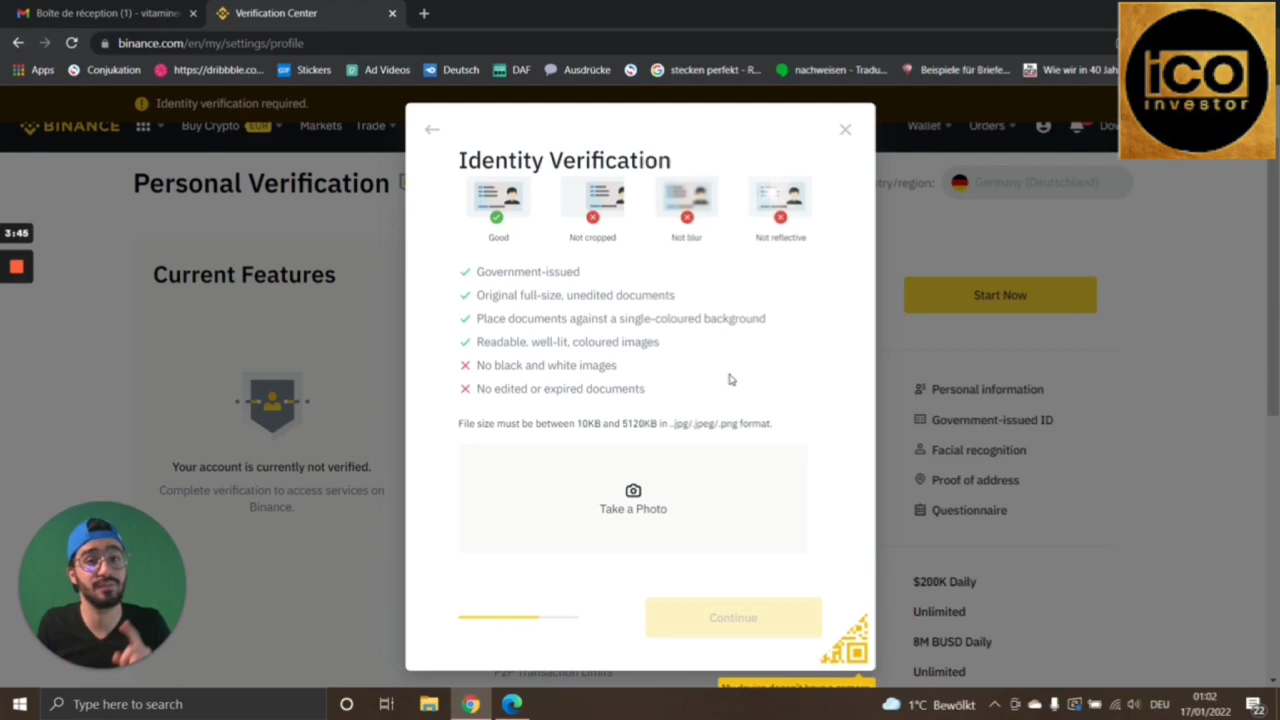 Boîte de réception (1) - vitamine
Verification Center
binance.com/en/my/settings/profile
Apps
Conjukation
https://dribbble.co...
GIF
Stickers
Ad Videos
Deutsch
DAF
Ausdrücke
stecken perfekt - R...
nachweisen - Tradu...
Beispiele für Briefe...
Wie wir in 40 Jah
iCO
investor
Identity verification required.
BINANCE
Buy Crypto
EUR
Markets
Trade
Wallet
Orders
Personal Verification
Germany (Deutschland)
3:45
Current Features
Your account is currently not verified.
Complete verification to access services on
Binance.
Identity Verification
Good
Not cropped
Not blur
Not reflective
Government-issued
Original full-size, unedited documents
Place documents against a single-coloured background
Readable, well-lit, coloured images
No black and white images
No edited or expired documents
File size must be between 10KB and 5120KB in .jpg/.jpeg/.png format.
Take a Photo
Continue
Start Now
Personal information
Government-issued ID
Facial recognition
Proof of address
Questionnaire
$200K Daily
Unlimited
8M BUSD Daily
Unlimited
P2P Transaction Limits
Type here to search
1°C Bewölkt
DEU
01:02
17/01/2022
22